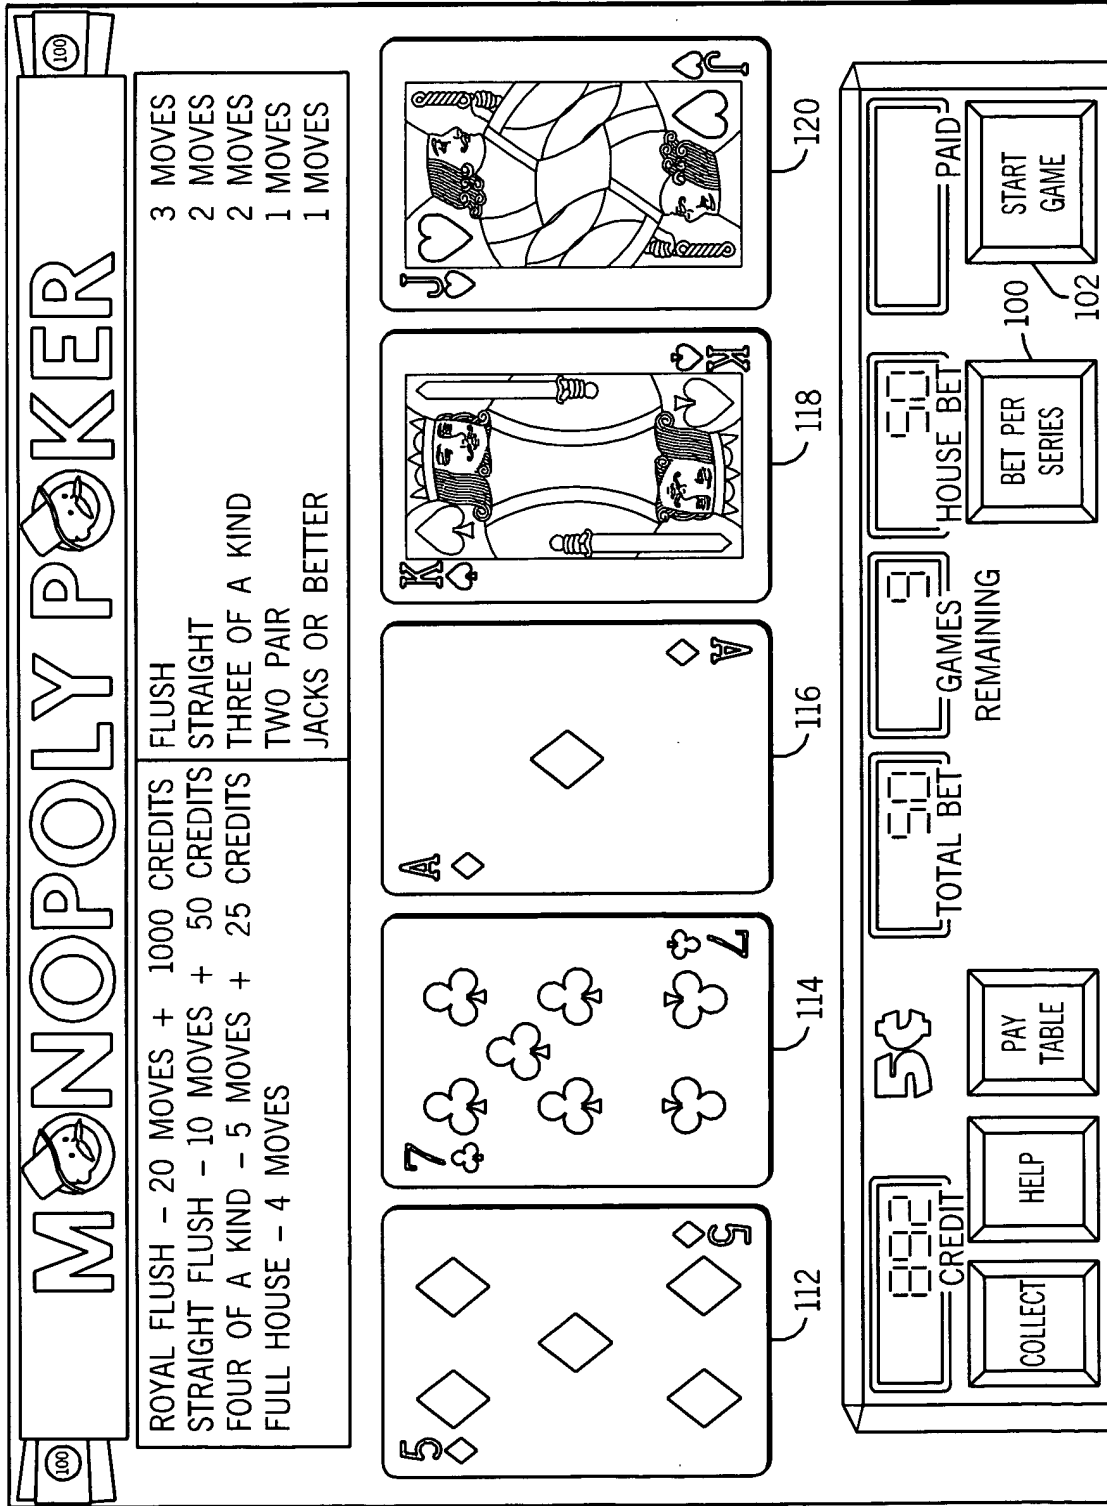 100
MONOPOLY POKER
100
ROYAL FLUSH - 20 MOVES + 1000 CREDITS
STRAIGHT FLUSH - 10 MOVES + 50 CREDITS
FOUR OF A KIND - 5 MOVES + 25 CREDITS
FULL HOUSE - 4 MOVES
FLUSH 3 MOVES
STRAIGHT 2 MOVES
THREE OF A KIND 2 MOVES
TWO PAIR 1 MOVES
JACKS OR BETTER 1 MOVES
5
5
7
7
A
A
K
K
J
J
112
114
116
118
120
CREDIT
5¢
TOTAL BET
9
GAMES
REMAINING
50
HOUSE BET
PAID
COLLECT
HELP
PAY
TABLE
BET PER
SERIES
100
START
GAME
102